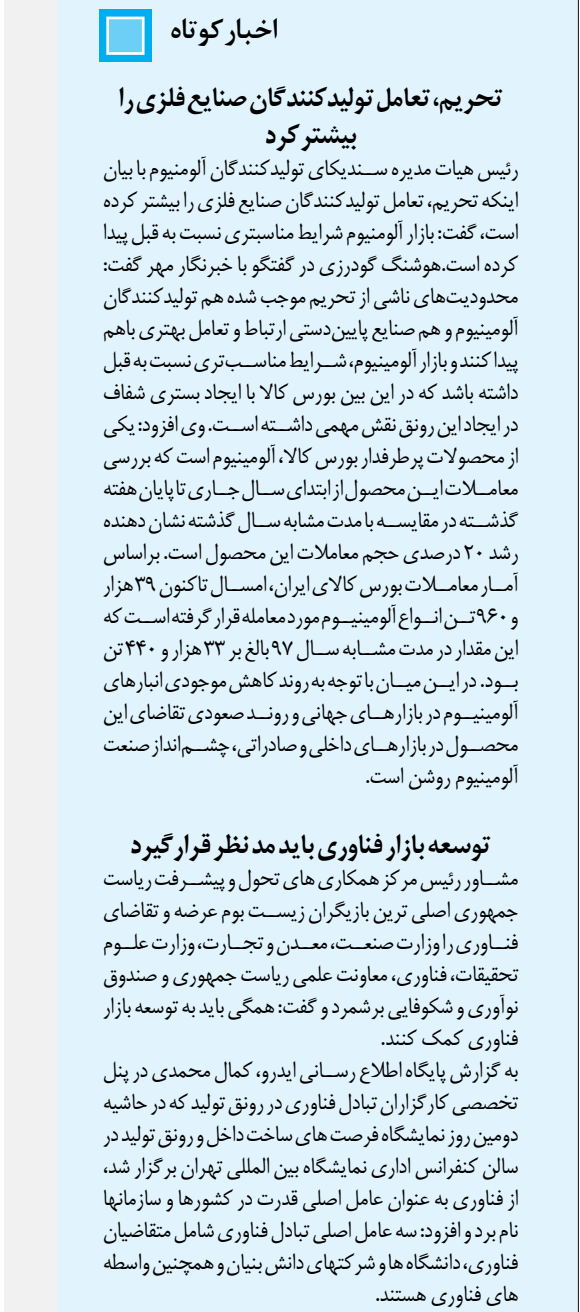 اخبار کوتاه
تحریم، تعامل تولیدکنندگان صنایع فلزی را
بیشتر کرد
رئیس هیات مدیره سندیکای تولیدکنندگان آلومنیوم با بیان
اینکه تحریم، تعامل تولیدکنندگان صنایع فلزی را بیشتر کرده
است، گفت: بازار آلومنیوم شرایط مناسبتری نسبت به قبل پیدا
کرده است.هوشنگ گودرزی در گفتگو با خبرنگار مهر گفت:
محدودیت‌های ناشی از تحریم موجب شده هم تولیدکنندگان
آلومینیوم و هم صنایع پایین‌دستی ارتباط و تعامل بهتری باهم
پیدا کنند و بازار آلومینیوم، شرایط مناسب‌تری نسبت به قبل
داشته باشد که در این بین بورس کالا با ایجاد بستری شفاف
در ایجاد این رونق نقش مهمی داشته است. وی افزود: یکی
از محصولات پرطرفدار بورس کالا، آلومینیوم است که بررسی
معاملات این محصول از ابتدای سال جاری تا پایان هفته
گذشته در مقایسه با مدت مشابه سال گذشته نشان دهنده
رشد ۲۰ درصدی حجم معاملات این محصول است. براساس
آمار معاملات بورس کالای ایران، امسال تاکنون ۳۹ هزار
و ۹۶۰ تن انواع آلومینیوم مورد معامله قرار گرفته است که
این مقدار در مدت مشابه سال ۹۷ بالغ بر ۳۳ هزار و ۴۴۰ تن
بود. در این میان با توجه به روند کاهش موجودی انبارهای
آلومینیوم در بازارهای جهانی و روند صعودی تقاضای این
محصول در بازارهای داخلی و صادراتی، چشم‌انداز صنعت
آلومینیوم روشن است.
توسعه بازار فناوری باید مد نظر قرار گیرد
مشاور رئیس مرکز همکاری های تحول و پیشرفت ریاست
جمهوری اصلی ترین بازیگران زیست بوم عرضه و تقاضای
فناوری را وزارت صنعت، معدن و تجارت، وزارت علوم
تحقیقات، فناوری، معاونت علمی ریاست جمهوری و صندوق
نوآوری و شکوفایی برشمرد و گفت: همگی باید به توسعه بازار
فناوری کمک کنند.
به گزارش پایگاه اطلاع رسانی ایدرو، کمال محمدی در پنل
تخصصی کارگزاران تبادل فناوری در رونق تولید که در حاشیه
دومین روز نمایشگاه فرصت های ساخت داخل و رونق تولید در
سالن کنفرانس اداری نمایشگاه بین المللی تهران برگزار شد،
از فناوری به عنوان عامل اصلی قدرت در کشورها و سازمانها
نام برد و افزود: سه عامل اصلی تبادل فناوری شامل متقاضیان
فناوری، دانشگاه ها و شرکتهای دانش بنیان و همچنین واسطه
های فناوری هستند.